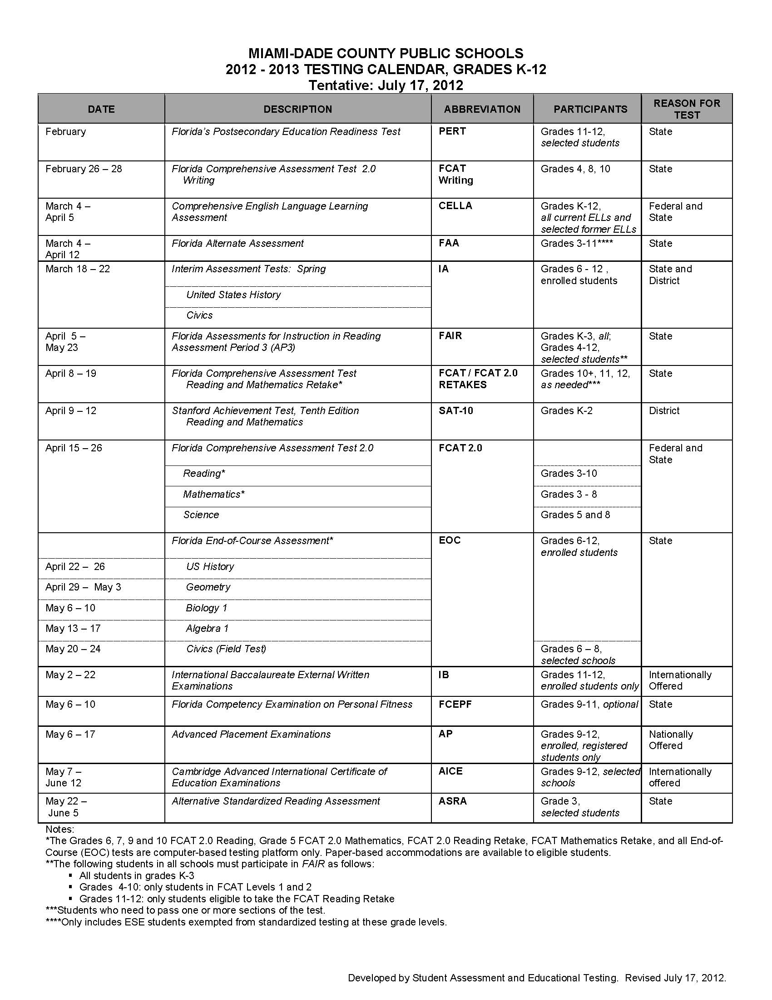 MIAMI-DADE COUNTY PUBLIC SCHOOLS
2012 - 2013 TESTING CALENDAR, GRADES K-12
Tentative: July 17, 2012
DATE DESCRIPTION ABBREVIATION PARTICIPANTS REASON FOR TEST
February Florida's Postsecondary Education Readiness Test PERT Grades 11-12, State
selected students
February 26 – 28 Florida Comprehensive Assessment Test 2.0 FCAT Grades 4, 8, 10 State
Writing Writing
March 4 – Comprehensive English Language Learning CELLA Grades K-12, Federal and
April 5 Assessment all current ELLs and State
selected former ELLs
March 4 – Florida Alternate Assessment FAA Grades 3-11**** State
April 12
March 18 – 22 Interim Assessment Tests: Spring IA Grades 6 - 12 , State and
enrolled students District
United States History
Civics
April 5 – Florida Assessments for Instruction in Reading FAIR Grades K-3, all; State
May 23 Assessment Period 3 (AP3) Grades 4-12,
selected students**
April 8 – 19 Florida Comprehensive Assessment Test FCAT / FCAT 2.0 Grades 10+, 11, 12, State
Reading and Mathematics Retake* RETAKES as needed***
April 9 – 12 Stanford Achievement Test, Tenth Edition SAT-10 Grades K-2 District
Reading and Mathematics
April 15 – 26 Florida Comprehensive Assessment Test 2.0 FCAT 2.0 Federal and
State
Reading* Grades 3-10
Mathematics* Grades 3 - 8
Science Grades 5 and 8
Florida End-of-Course Assessment* EOC Grades 6-12, State
enrolled students
April 22 – 26 US History
April 29 – May 3 Geometry
May 6 – 10 Biology 1
May 13 – 17 Algebra 1
May 20 – 24 Civics (Field Test) Grades 6 – 8,
selected schools
May 2 – 22 International Baccalaureate External Written IB Grades 11-12, Internationally
Examinations enrolled students only Offered
May 6 – 10 Florida Competency Examination on Personal Fitness FCEPF Grades 9-11, optional State
May 6 – 17 Advanced Placement Examinations AP Grades 9-12, Nationally
enrolled, registered Offered
students only
May 7 – Cambridge Advanced International Certificate of AICE Grades 9-12, selected Internationally
June 12 Education Examinations schools offered
May 22 – Alternative Standardized Reading Assessment ASRA Grade 3, State
June 5 selected students
Notes:
*The Grades 6, 7, 9 and 10 FCAT 2.0 Reading, Grade 5 FCAT 2.0 Mathematics, FCAT 2.0 Reading Retake, FCAT Mathematics Retake, and all End-of-
Course (EOC) tests are computer-based testing platform only. Paper-based accommodations are available to eligible students.
**The following students in all schools must participate in FAIR as follows:
▪ All students in grades K-3
▪ Grades 4-10: only students in FCAT Levels 1 and 2
▪ Grades 11-12: only students eligible to take the FCAT Reading Retake
***Students who need to pass one or more sections of the test.
****Only includes ESE students exempted from standardized testing at these grade levels.
Developed by Student Assessment and Educational Testing. Revised July 17, 2012.